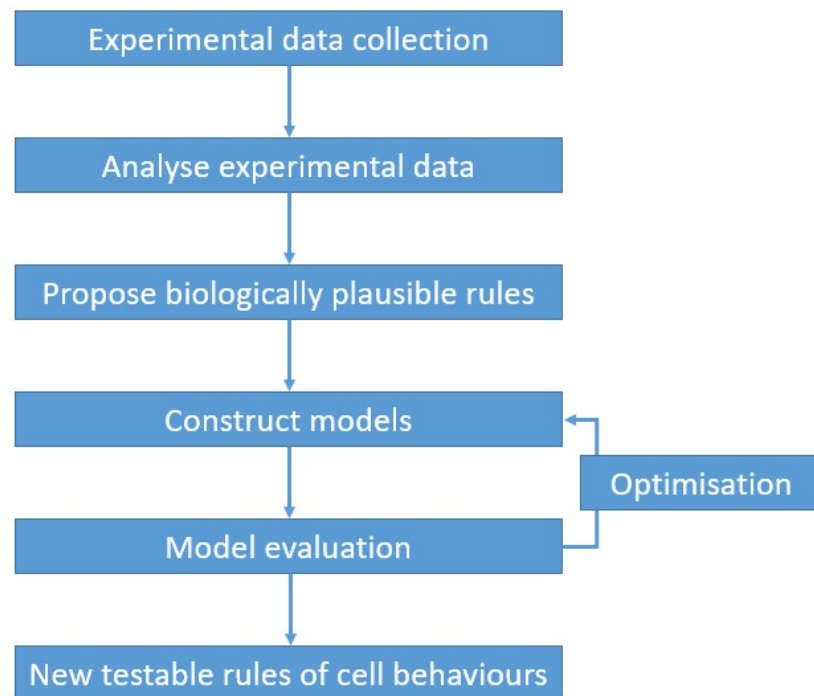 Experimental data collection
Analyse experimental data
Propose biologically plausible rules
Construct models
Optimisation
Model evaluation
New testable rules of cell behaviours